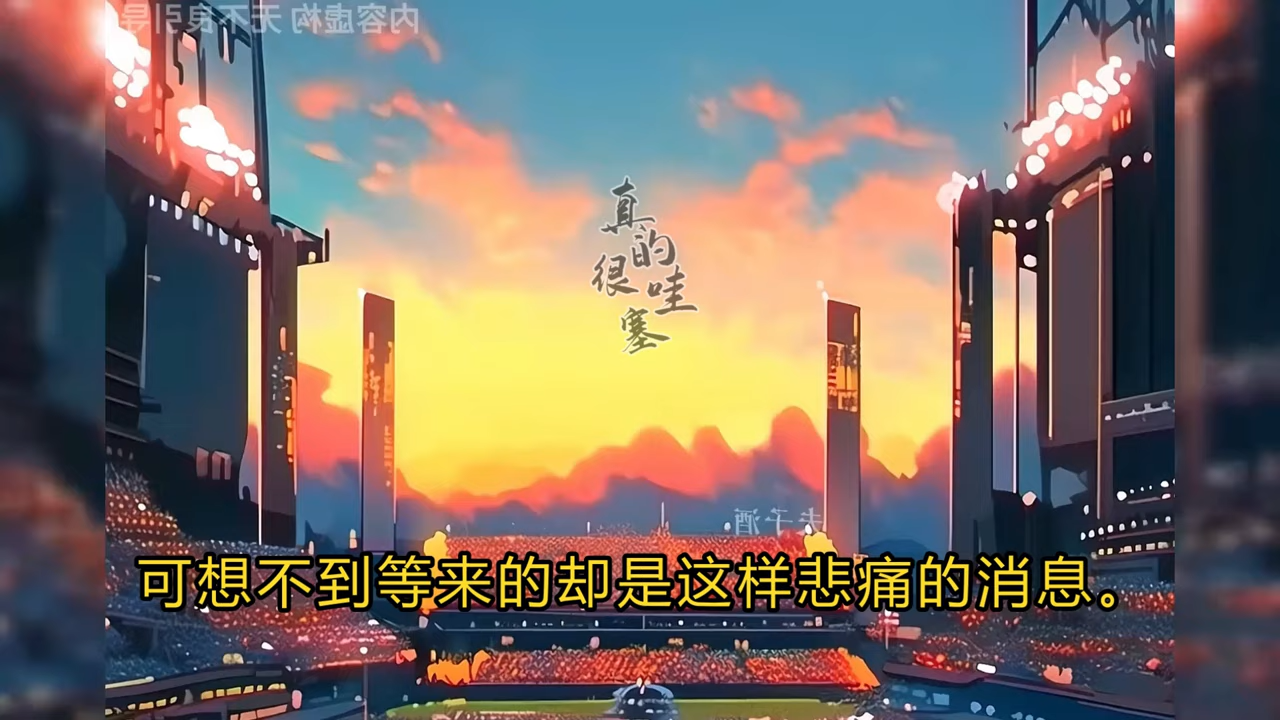 内容虚构 无不良引导
真的很哇塞
夫子酒
可想不到等来的却是这样悲痛的消息。